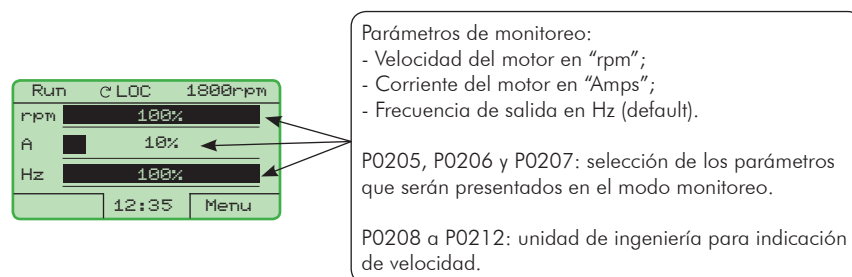 Run ↻LOC 1800rpm
rpm 100%
A 10%
Hz 100%
12:35 Menu
Parámetros de monitoreo:
- Velocidad del motor en “rpm”;
- Corriente del motor en “Amps”;
- Frecuencia de salida en Hz (default).
P0205, P0206 y P0207: selección de los parámetros
que serán presentados en el modo monitoreo.
P0208 a P0212: unidad de ingeniería para indicación
de velocidad.